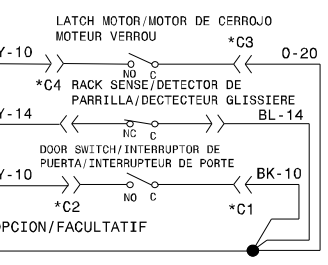 LATCH MOTOR/MOTOR DE CERROJO
MOTEUR VERROU
Y-10
*C3
O-20
NO C
*C4 RACK SENSE/DETECTOR DE
PARRILLA/DECTECTEUR GLISSIERE
Y-14
BL-14
NC C
DOOR SWITCH/INTERRUPTOR DE
PUERTA/INTERRUPTEUR DE PORTE
Y-10
BK-10
NO C
*C2
*C1
OPCION/FACULTATIF